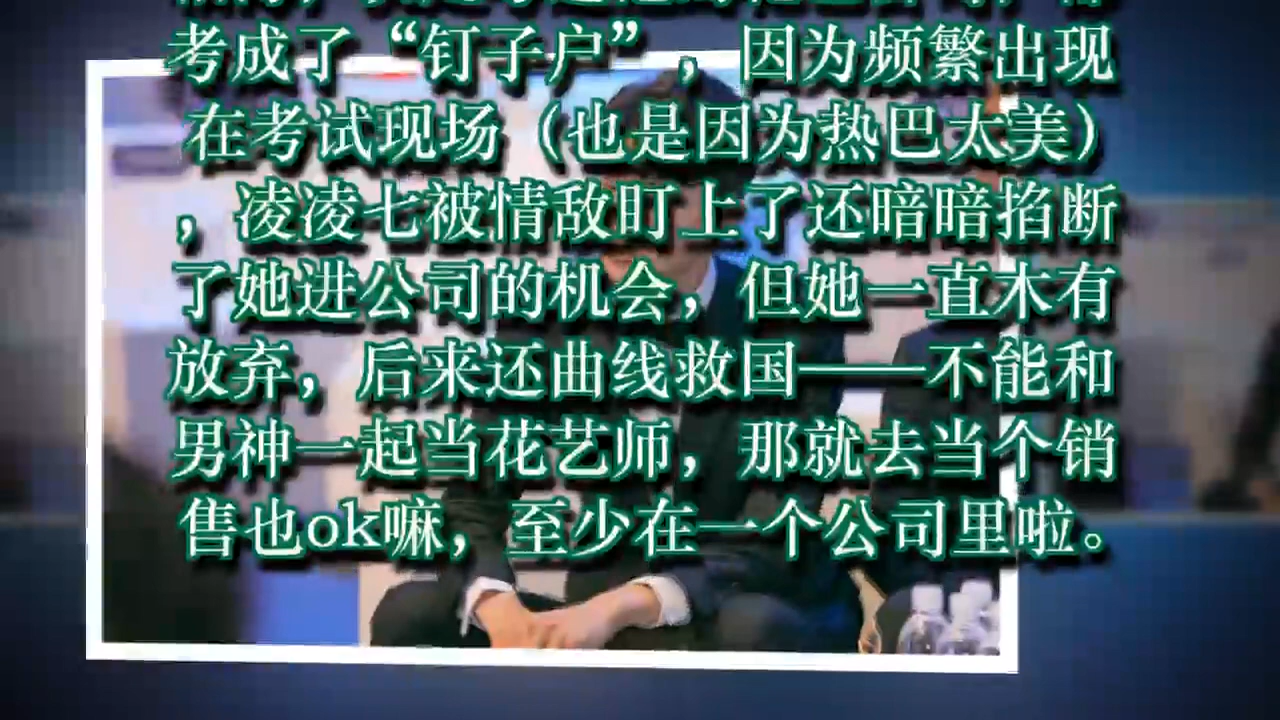 考成了“钉子户”，因为频繁出现
在考试现场（也是因为热巴太美）
，凌凌七被情敌盯上了还暗暗掐断
了她进公司的机会，但她一直木有
放弃，后来还曲线救国——不能和
男神一起当花艺师，那就去当个销
售也ok嘛，至少在一个公司里啦。